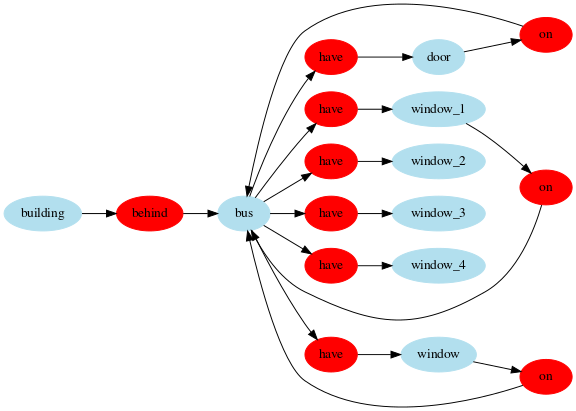 on
have
door
have
window_1
have
window_2
on
building
behind
bus
have
window_3
have
window_4
have
window
on